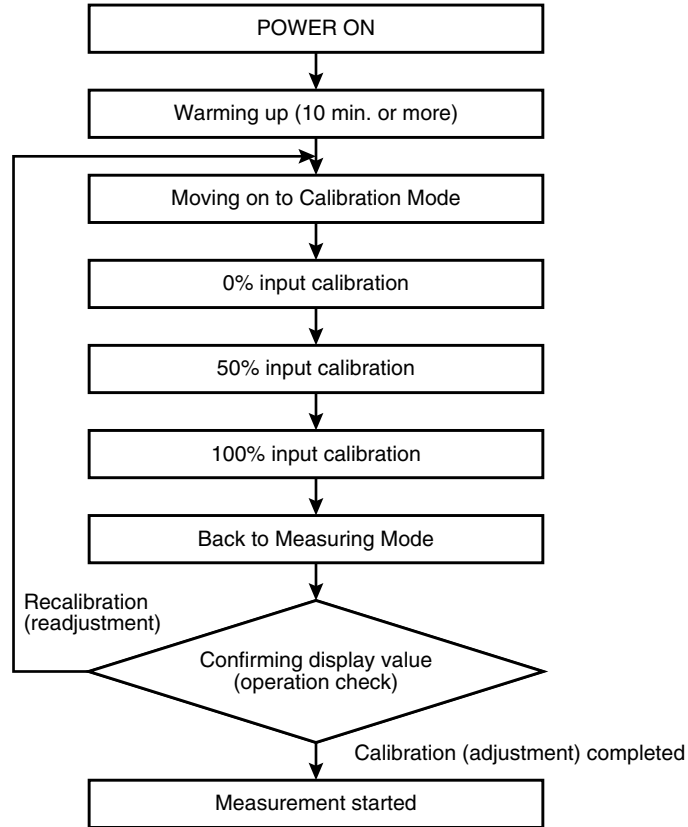 POWER ON
Warming up (10 min. or more)
Moving on to Calibration Mode
0% input calibration
50% input calibration
100% input calibration
Back to Measuring Mode
Recalibration
(readjustment)
Confirming display value
(operation check)
Calibration (adjustment) completed
Measurement started